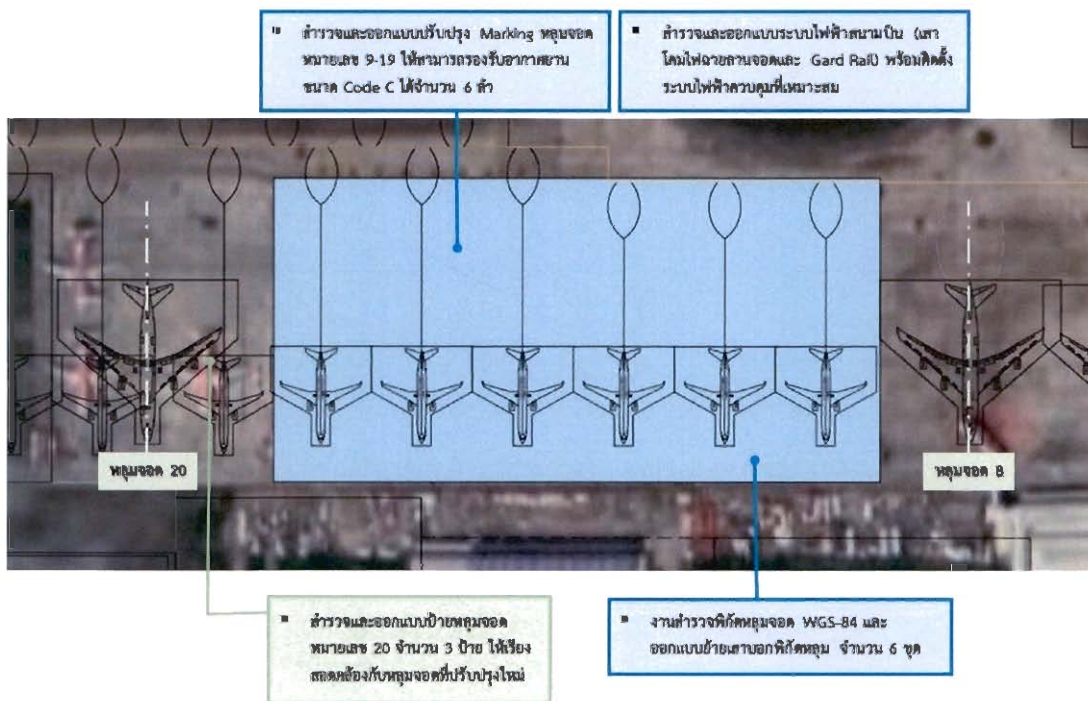 ▪ สำรวจและออกแบบปรับปรุง Marking หลุมจอด
หมายเลข 9-19 ให้สามารถรองรับอากาศยาน
ขนาด Code C ได้จำนวน 6 ลำ
▪ สำรวจและออกแบบระบบไฟฟ้าสนามบิน (เสา
โคมไฟฉายลานจอดและ Gard Rail) พร้อมติดตั้ง
ระบบไฟฟ้าควบคุมที่เหมาะสม
หลุมจอด 20
หลุมจอด 8
▪ สำรวจและออกแบบป้ายหลุมจอด
หมายเลข 20 จำนวน 3 ป้าย ให้เรียง
สอดคล้องกับหลุมจอดที่ปรับปรุงใหม่
▪ งานสำรวจพิกัดหลุมจอด WGS-84 และ
ออกแบบย้ายเสาบอกพิกัดหลุม จำนวน 6 ชุด